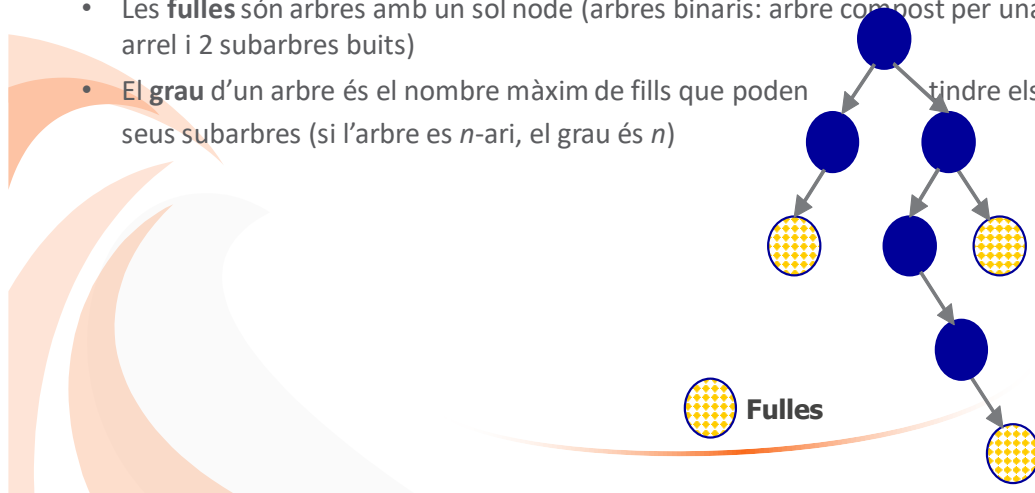 • Les fulles són arbres amb un sol node (arbres binaris: arbre compost per una
arrel i 2 subarbres buits)
• El grau d'un arbre és el nombre màxim de fills que poden tindre els
seus subarbres (si l'arbre es n-ari, el grau és n)
Fulles